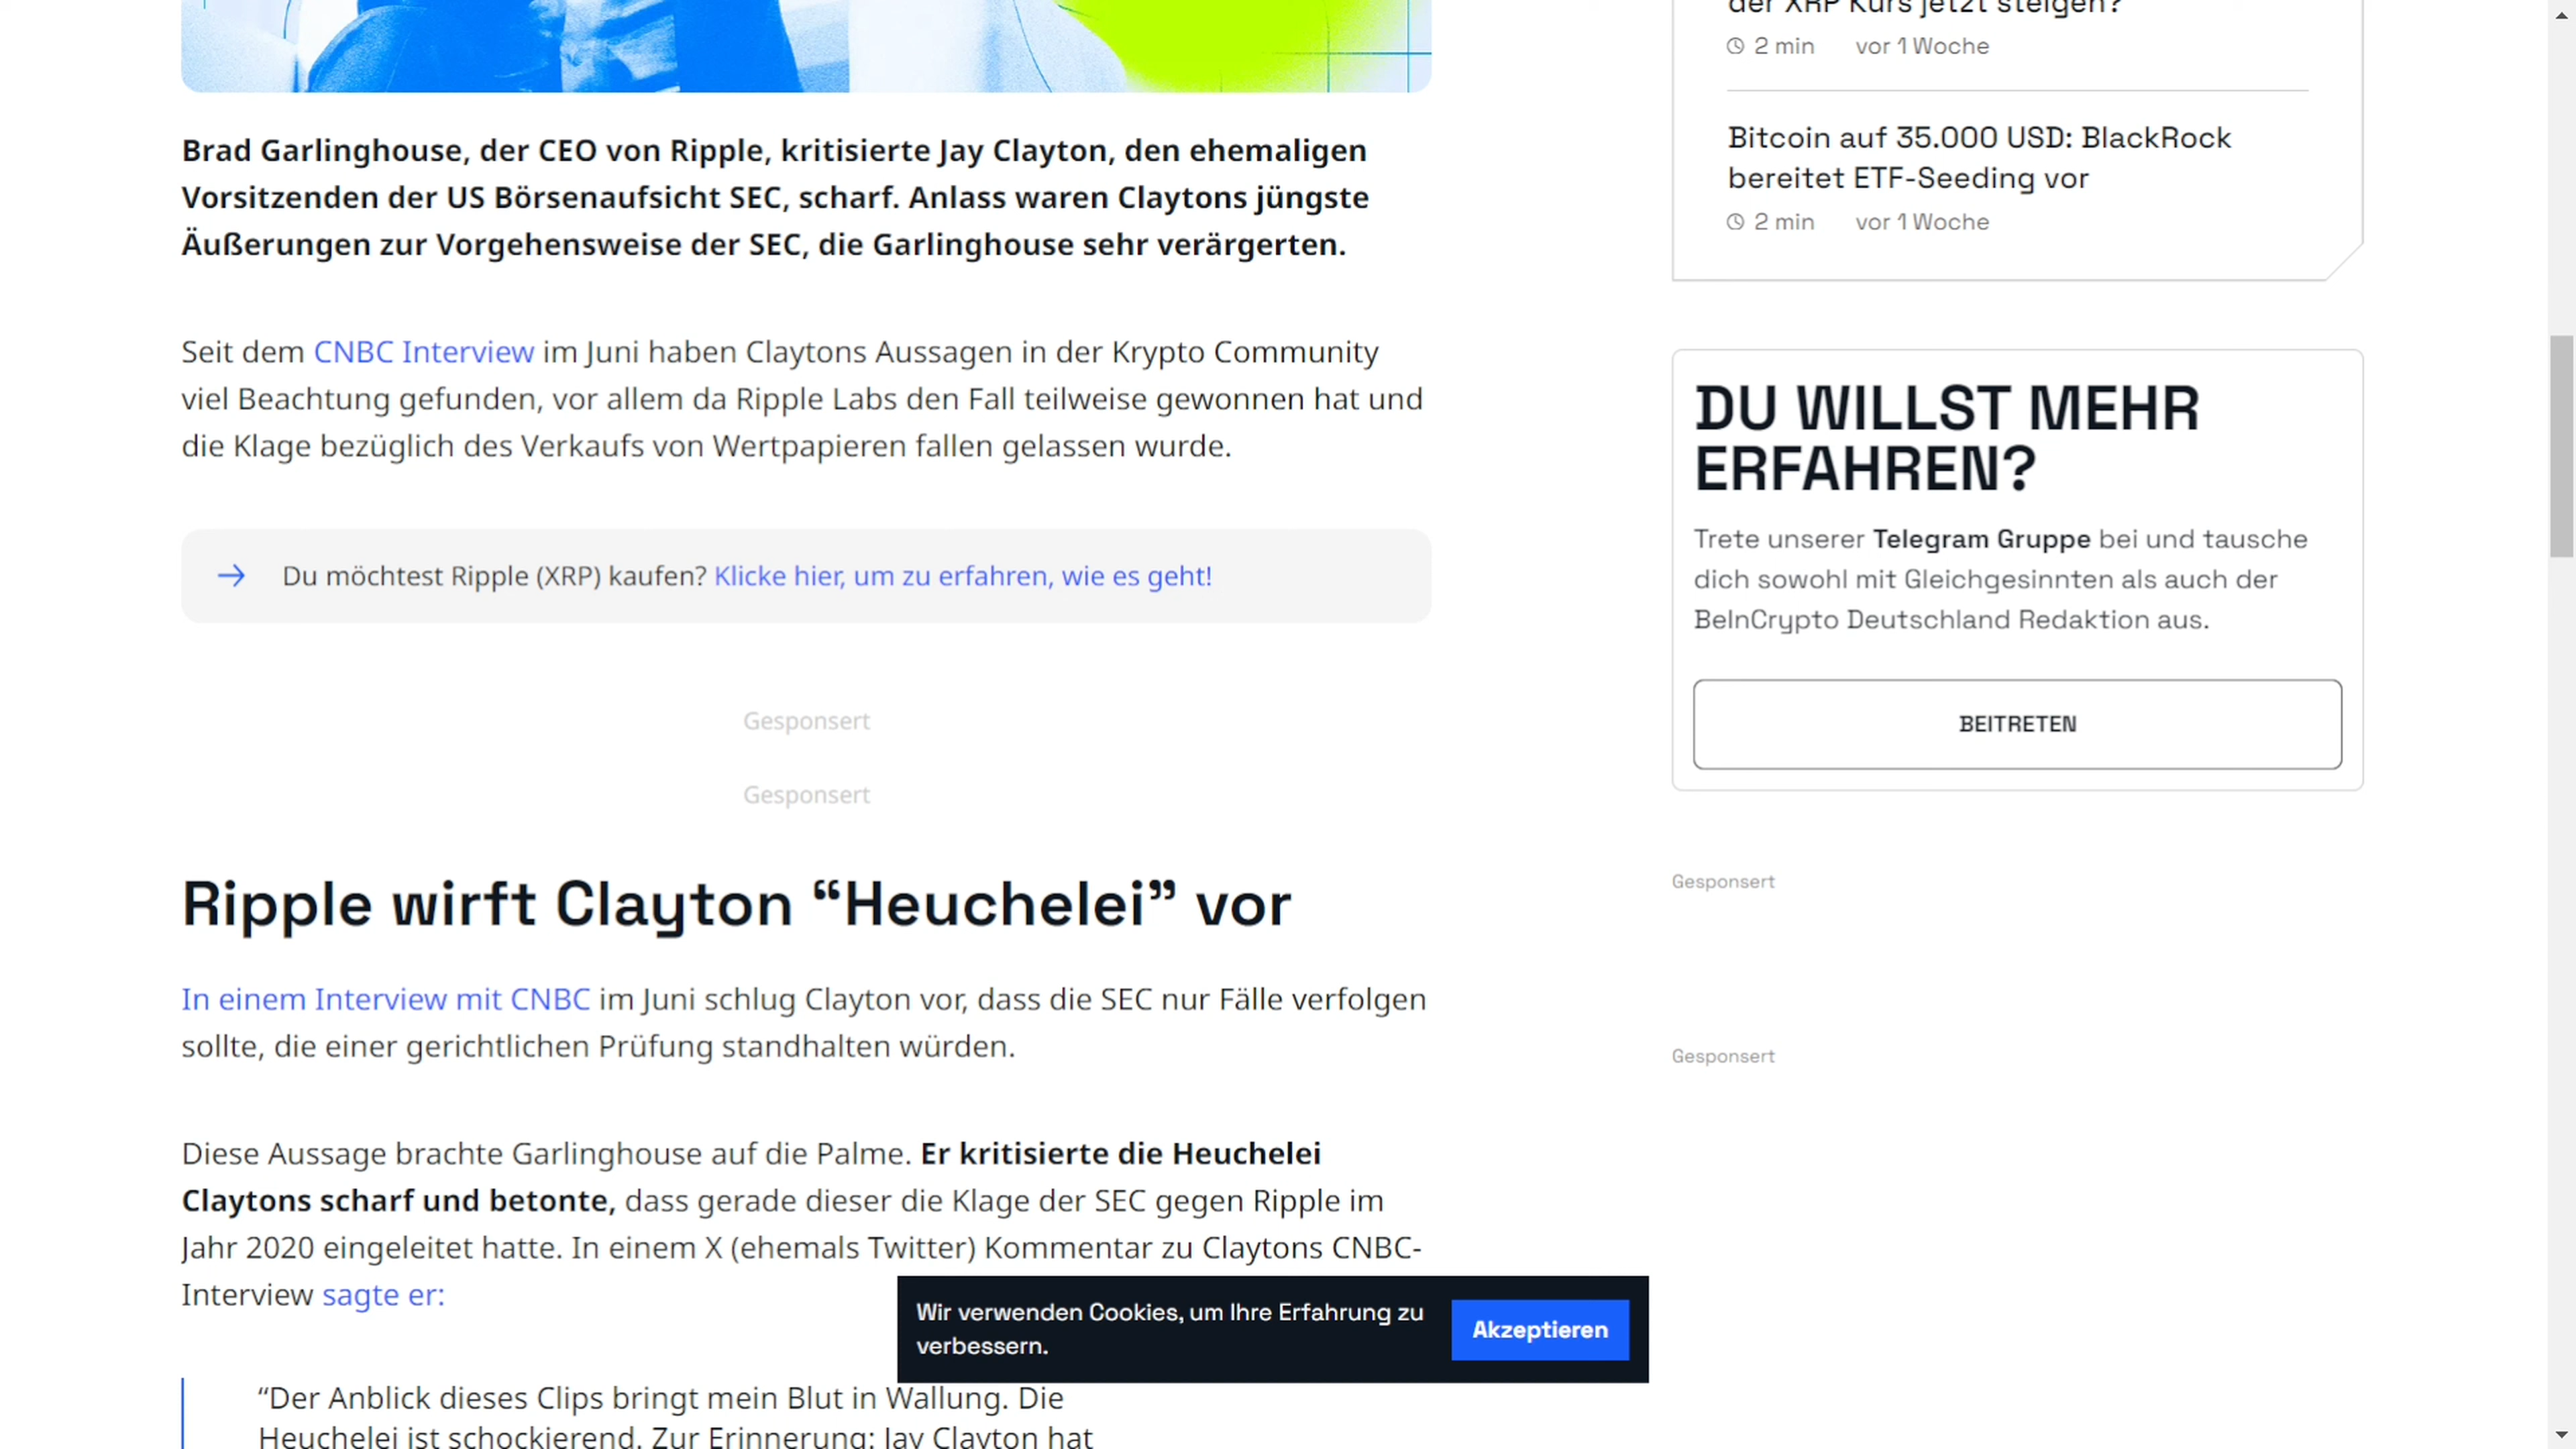 Brad Garlinghouse, der CEO von Ripple, kritisierte Jay Clayton, den ehemaligen
Vorsitzenden der US Börsenaufsicht SEC, scharf. Anlass waren Claytons jüngste
Äußerungen zur Vorgehensweise der SEC, die Garlinghouse sehr verärgerten.
Seit dem CNBC Interview im Juni haben Claytons Aussagen in der Krypto Community
viel Beachtung gefunden, vor allem da Ripple Labs den Fall teilweise gewonnen hat und
die Klage bezüglich des Verkaufs von Wertpapieren fallen gelassen wurde.
→ Du möchtest Ripple (XRP) kaufen? Klicke hier, um zu erfahren, wie es geht!
Gesponsert
Gesponsert
Ripple wirft Clayton “Heuchelei” vor
In einem Interview mit CNBC im Juni schlug Clayton vor, dass die SEC nur Fälle verfolgen
sollte, die einer gerichtlichen Prüfung standhalten würden.
Diese Aussage brachte Garlinghouse auf die Palme. Er kritisierte die Heuchelei
Claytons scharf und betonte, dass gerade dieser die Klage der SEC gegen Ripple im
Jahr 2020 eingeleitet hatte. In einem X (ehemals Twitter) Kommentar zu Claytons CNBC-
Interview sagte er:
“Der Anblick dieses Clips bringt mein Blut in Wallung. Die
Heuchelei ist schockierend. Zur Erinnerung: Jay Clayton hat
der XRP Kurs jetzt steigen?
2 min vor 1 Woche
Bitcoin auf 35.000 USD: BlackRock
bereitet ETF-Seeding vor
2 min vor 1 Woche
DU WILLST MEHR
ERFAHREN?
Trete unserer Telegram Gruppe bei und tausche
dich sowohl mit Gleichgesinnten als auch der
BeInCrypto Deutschland Redaktion aus.
BEITRETEN
Gesponsert
Gesponsert
Wir verwenden Cookies, um Ihre Erfahrung zu
verbessern.
Akzeptieren